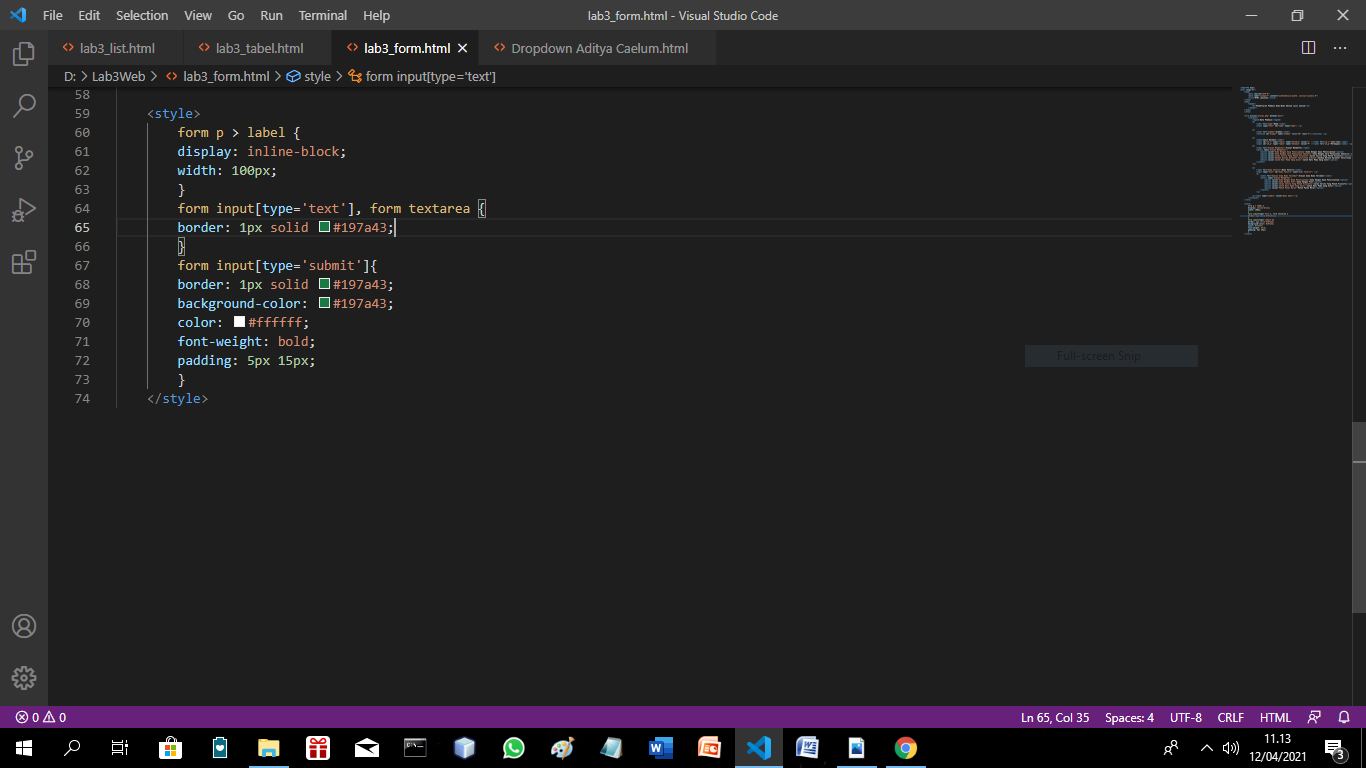 File Edit Selection View Go Run Terminal Help lab3_form.html - Visual Studio Code
lab3_list.html lab3_tabel.html lab3_form.html Dropdown Aditya Caelum.html
D: > Lab3Web > lab3_form.html > style > form input[type='text']
58
59 <style>
60 form p > label {
61 display: inline-block;
62 width: 100px;
63 }
64 form input[type='text'], form textarea {
65 border: 1px solid #197a43;
66 }
67 form input[type='submit']{
68 border: 1px solid #197a43;
69 background-color: #197a43;
70 color: #ffffff;
71 font-weight: bold;
72 padding: 5px 15px;
73 }
74 </style>
Full-screen Snip
0 0 Ln 65, Col 35 Spaces: 4 UTF-8 CRLF HTML
11.13
12/04/2021
3